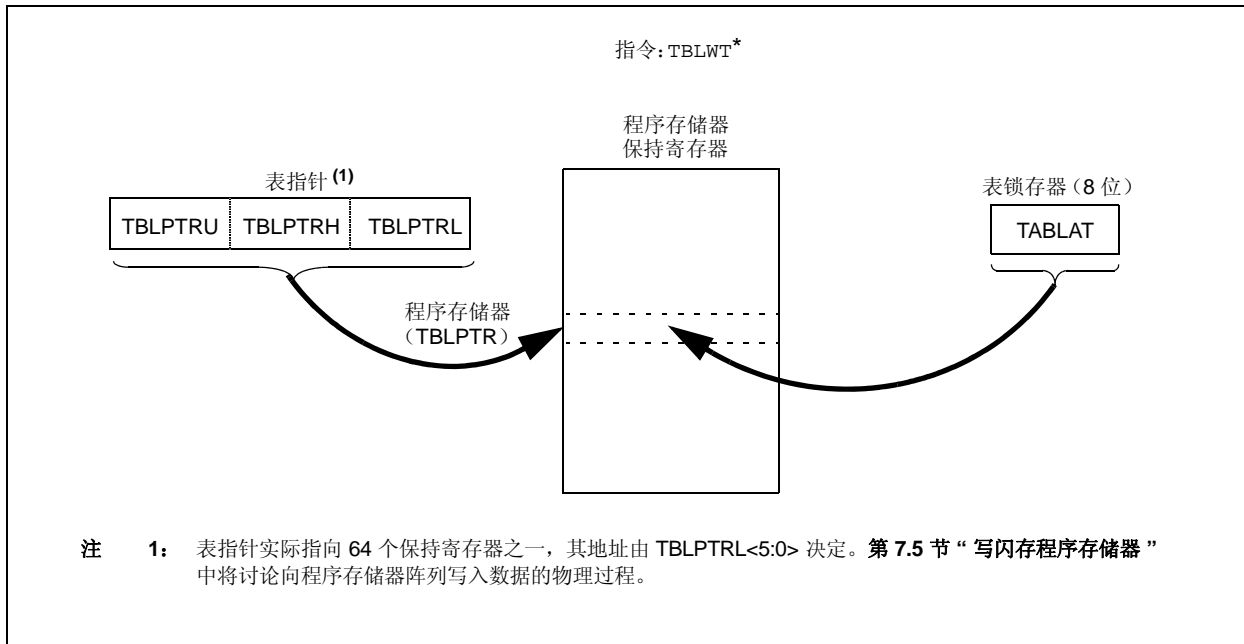 指令：TBLWT*
程序存储器
保持寄存器
表指针(1)
表锁存器（8 位）
TBLPTRU TBLPTRH TBLPTRL
TABLAT
程序存储器
（TBLPTR）
注 1： 表指针实际指向 64 个保持寄存器之一，其地址由 TBLPTRL<5:0> 决定。第 7.5 节 “ 写闪存程序存储器 ”
中将讨论向程序存储器阵列写入数据的物理过程。